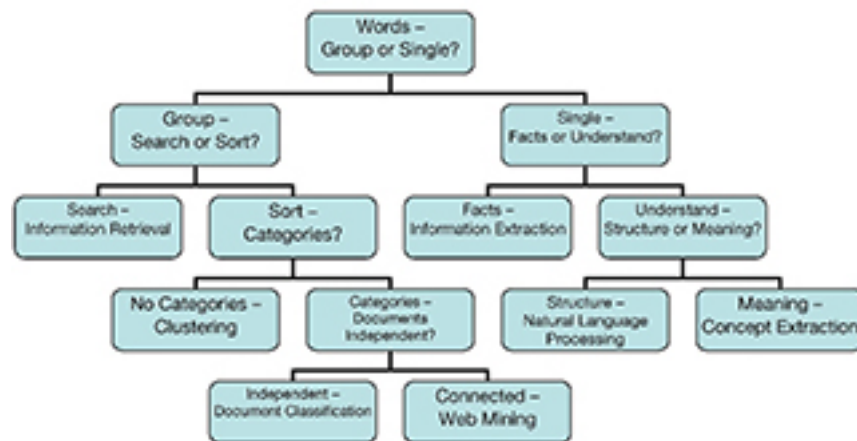 Words –
Group or Single?
Group –
Search or Sort?
Single –
Facts or Understand?
Search –
Information Retrieval
Sort –
Categories?
Facts –
Information Extraction
Understand –
Structure or Meaning?
No Categories –
Clustering
Categories –
Documents
Independent?
Structure –
Natural Language
Processing
Meaning –
Concept Extraction
Independent –
Document Classification
Connected –
Web Mining